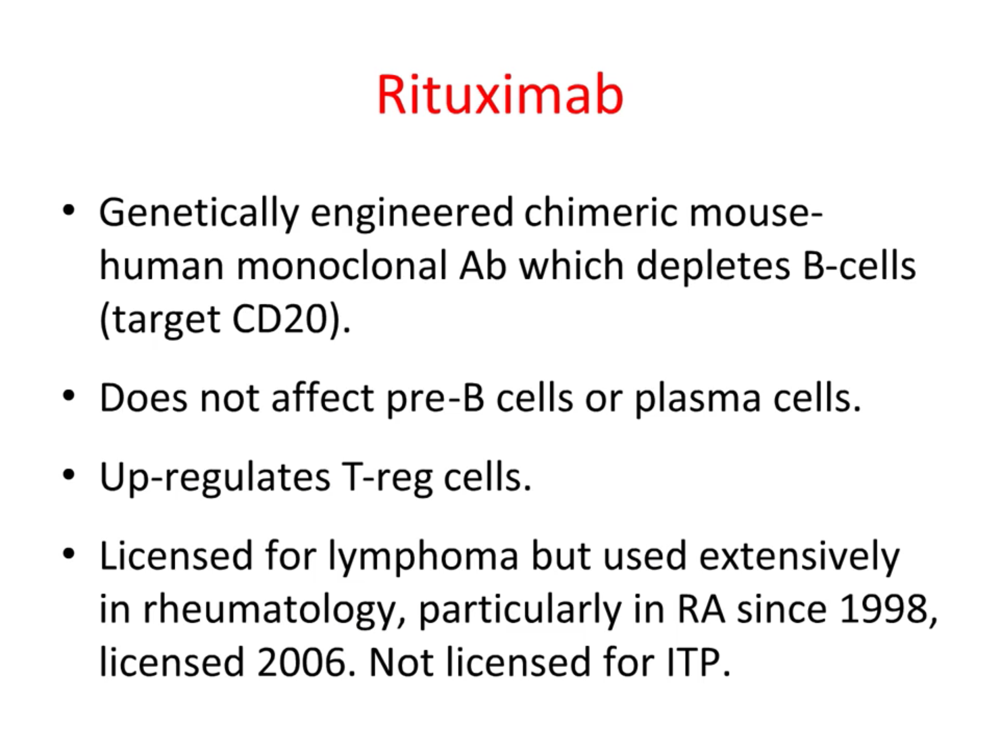 Rituximab
• Genetically engineered chimeric mouse-
human monoclonal Ab which depletes B-cells
(target CD20).
• Does not affect pre-B cells or plasma cells.
• Up-regulates T-reg cells.
• Licensed for lymphoma but used extensively
in rheumatology, particularly in RA since 1998,
licensed 2006. Not licensed for ITP.